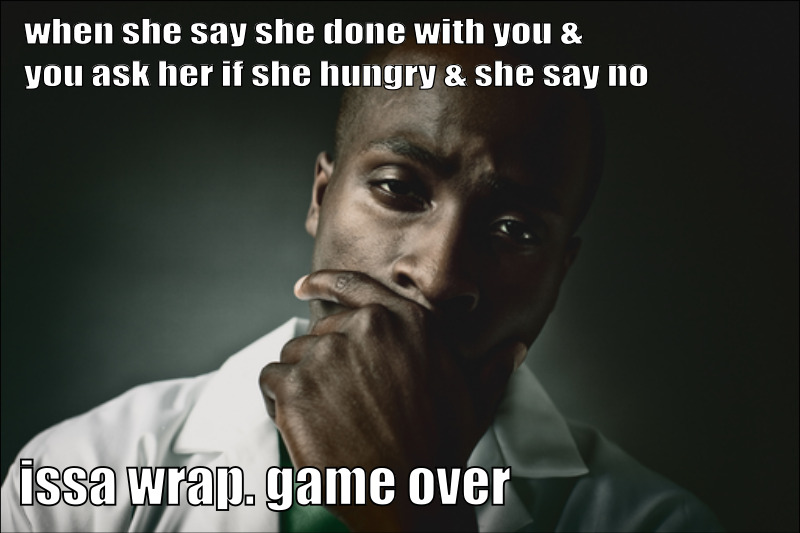 when she say she done with you &
you ask her if she hungry & she say no
issa wrap. game over